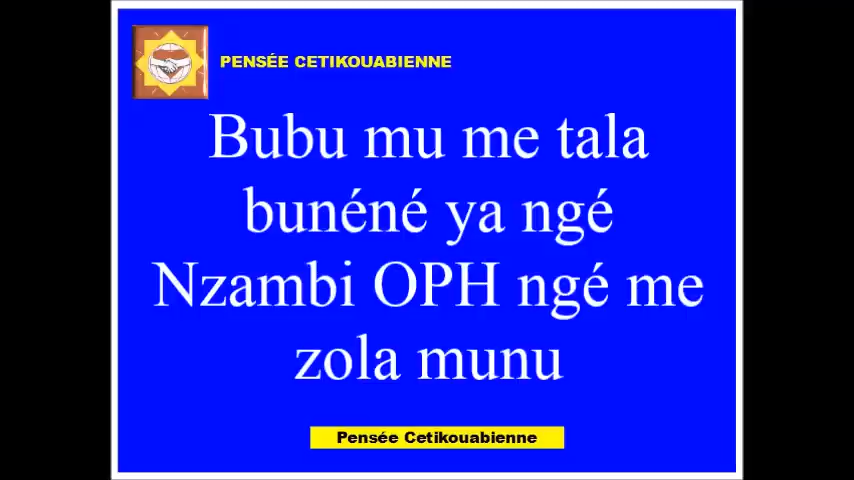 PENSÉE CETIKOUABIENNE
Bubu mu me tala
bunéné ya ngé
Nzambi OPH ngé me
zola munu
Pensée Cetikouabienne